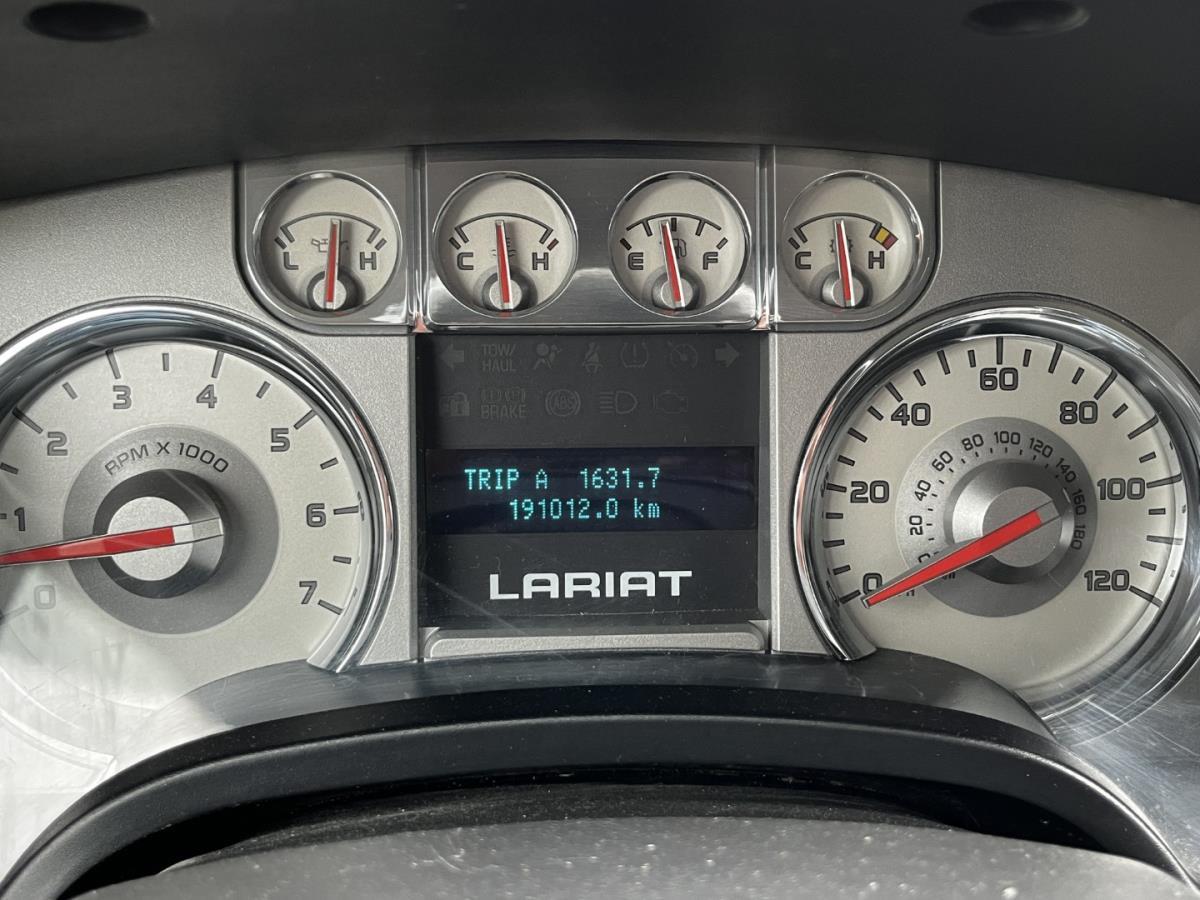 L H
C H
E F
C H
TOW/
HAUL
BRAKE
ABS
0 1 2 3 4 5 6 7
RPM X 1000
TRIP A 1631.7
191012.0 km
LARIAT
0 20 40 60 80 100 120
20 40 60 80 100 120 140 160 180